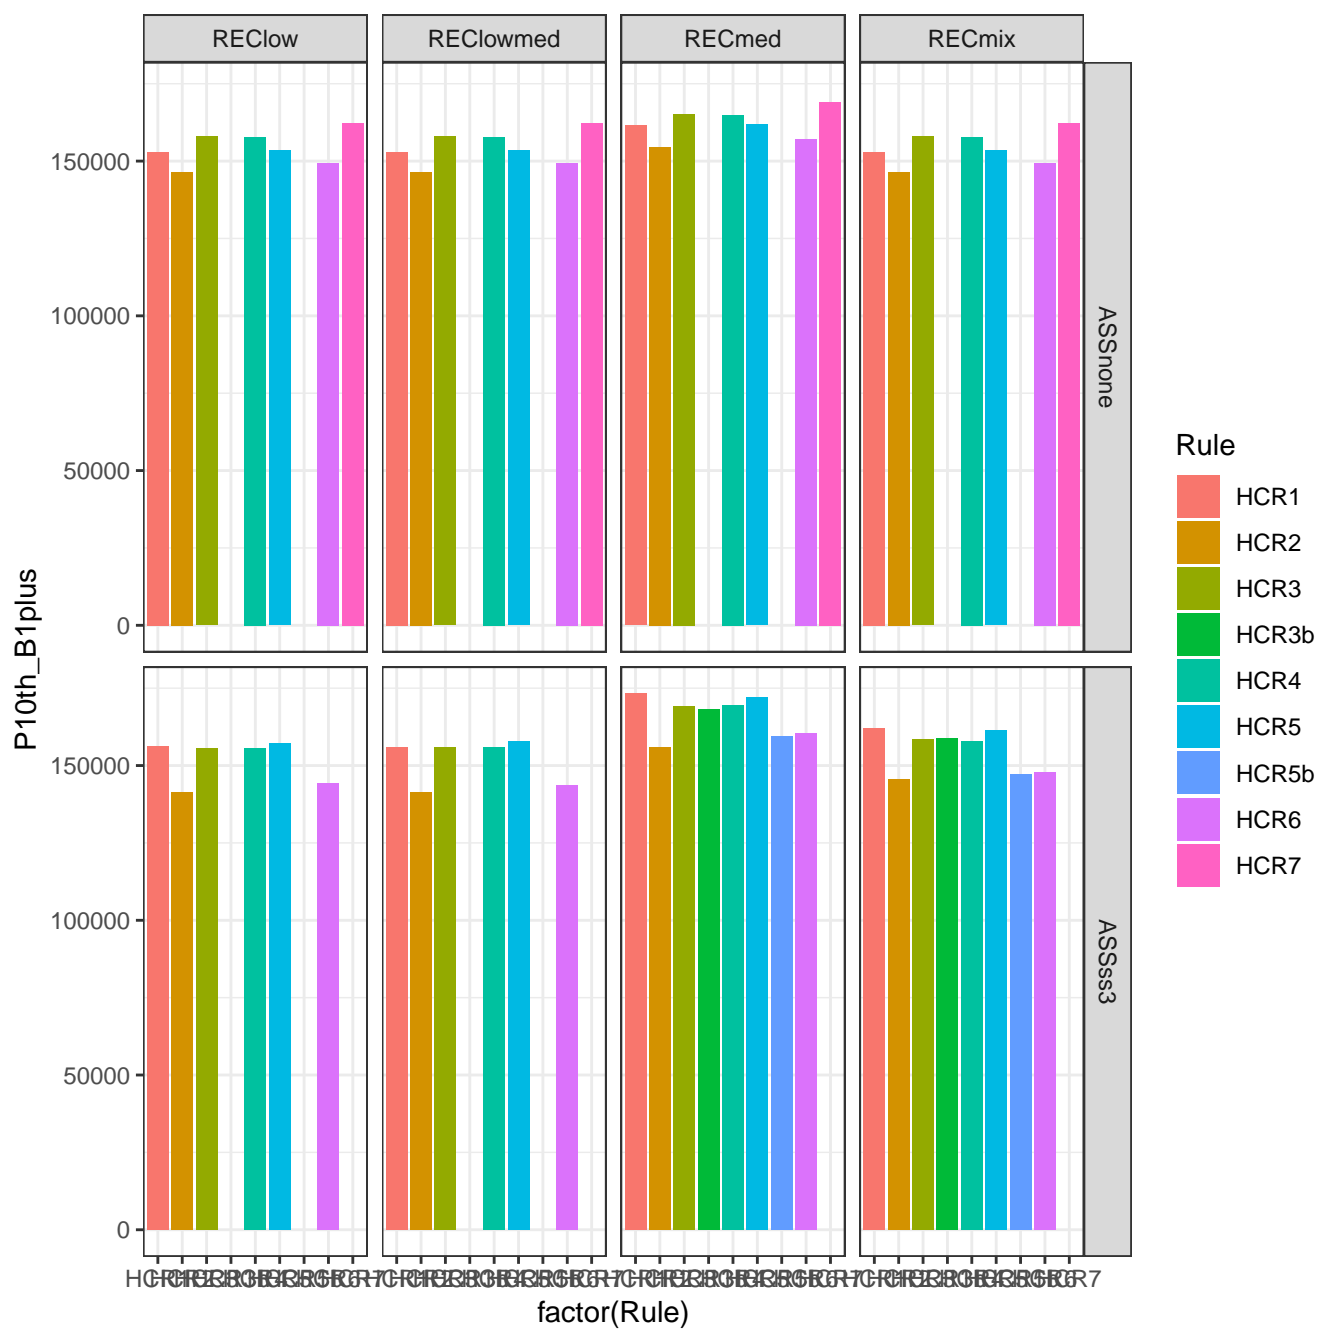 REClow REClowmed RECmed RECmix
150000
100000
50000
0
ASSnone
150000
100000
50000
0
ASSss3
P10th_B1plus
factor(Rule)
Rule
HCR1
HCR2
HCR3
HCR3b
HCR4
HCR5
HCR5b
HCR6
HCR7